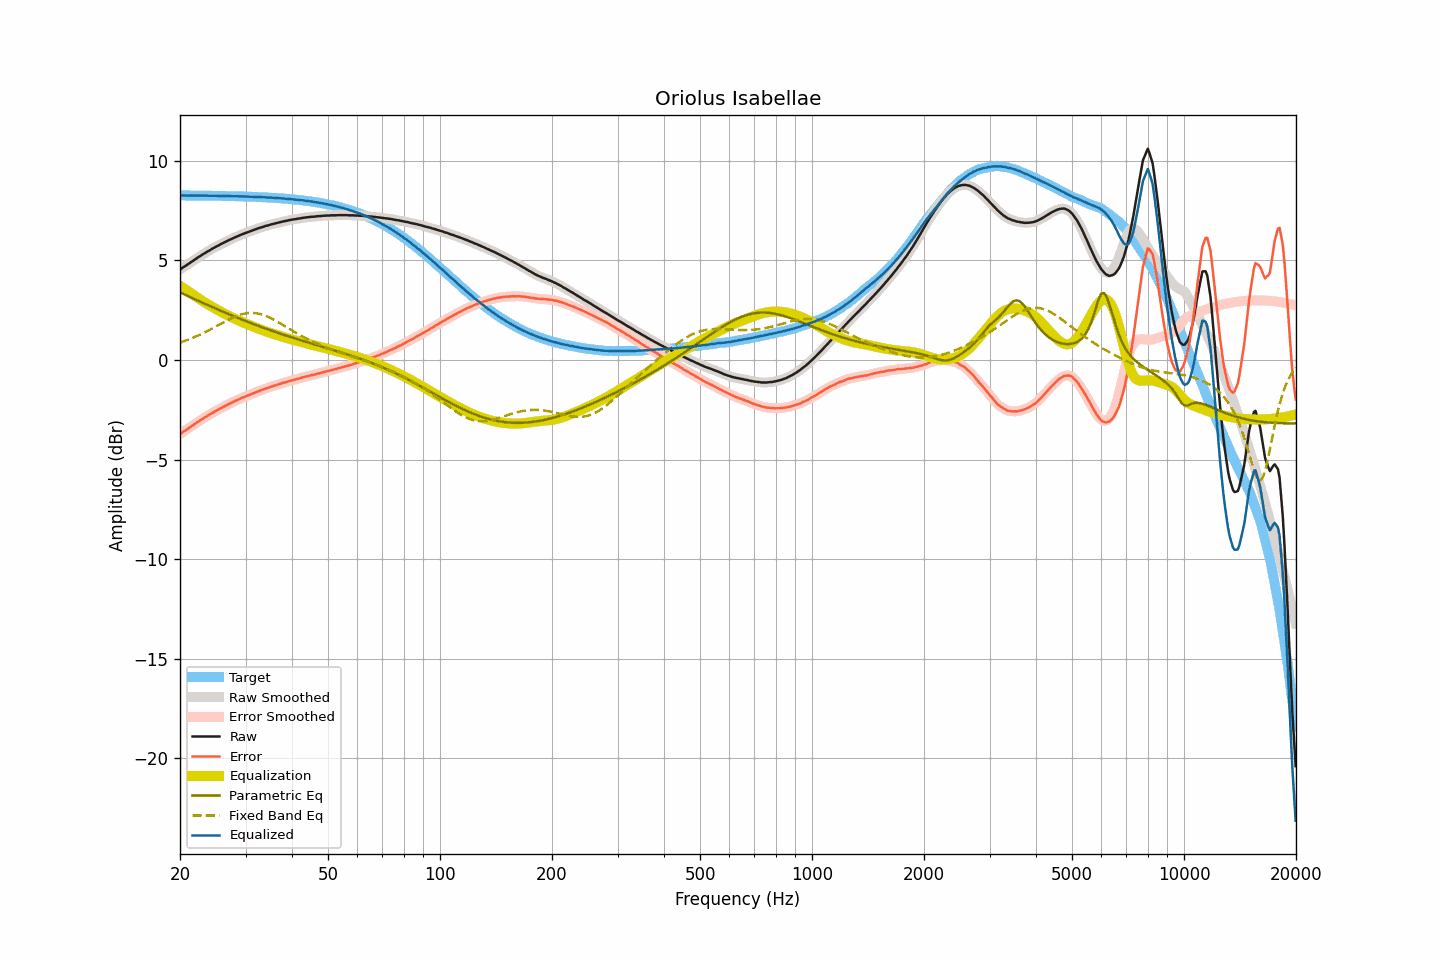 Oriolus Isabellae
Amplitude (dBr)
10
5
0
−5
−10
−15
−20
Target
Raw Smoothed
Error Smoothed
Raw
Error
Equalization
Parametric Eq
Fixed Band Eq
Equalized
20 50 100 200 500 1000 2000 5000 10000 20000
Frequency (Hz)